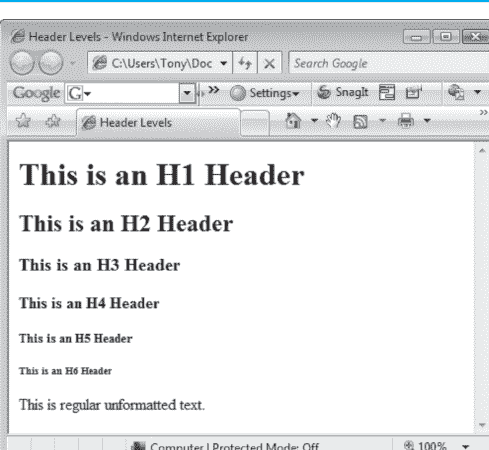 Header Levels - Windows Internet Explorer
C:\Users\Tony\Doc
Search Google
Google G
Settings
SnagIt
Header Levels
This is an H1 Header
This is an H2 Header
This is an H3 Header
This is an H4 Header
This is an H5 Header
This is an H6 Header
This is regular unformatted text.
Computer | Protected Mode: Off
100%